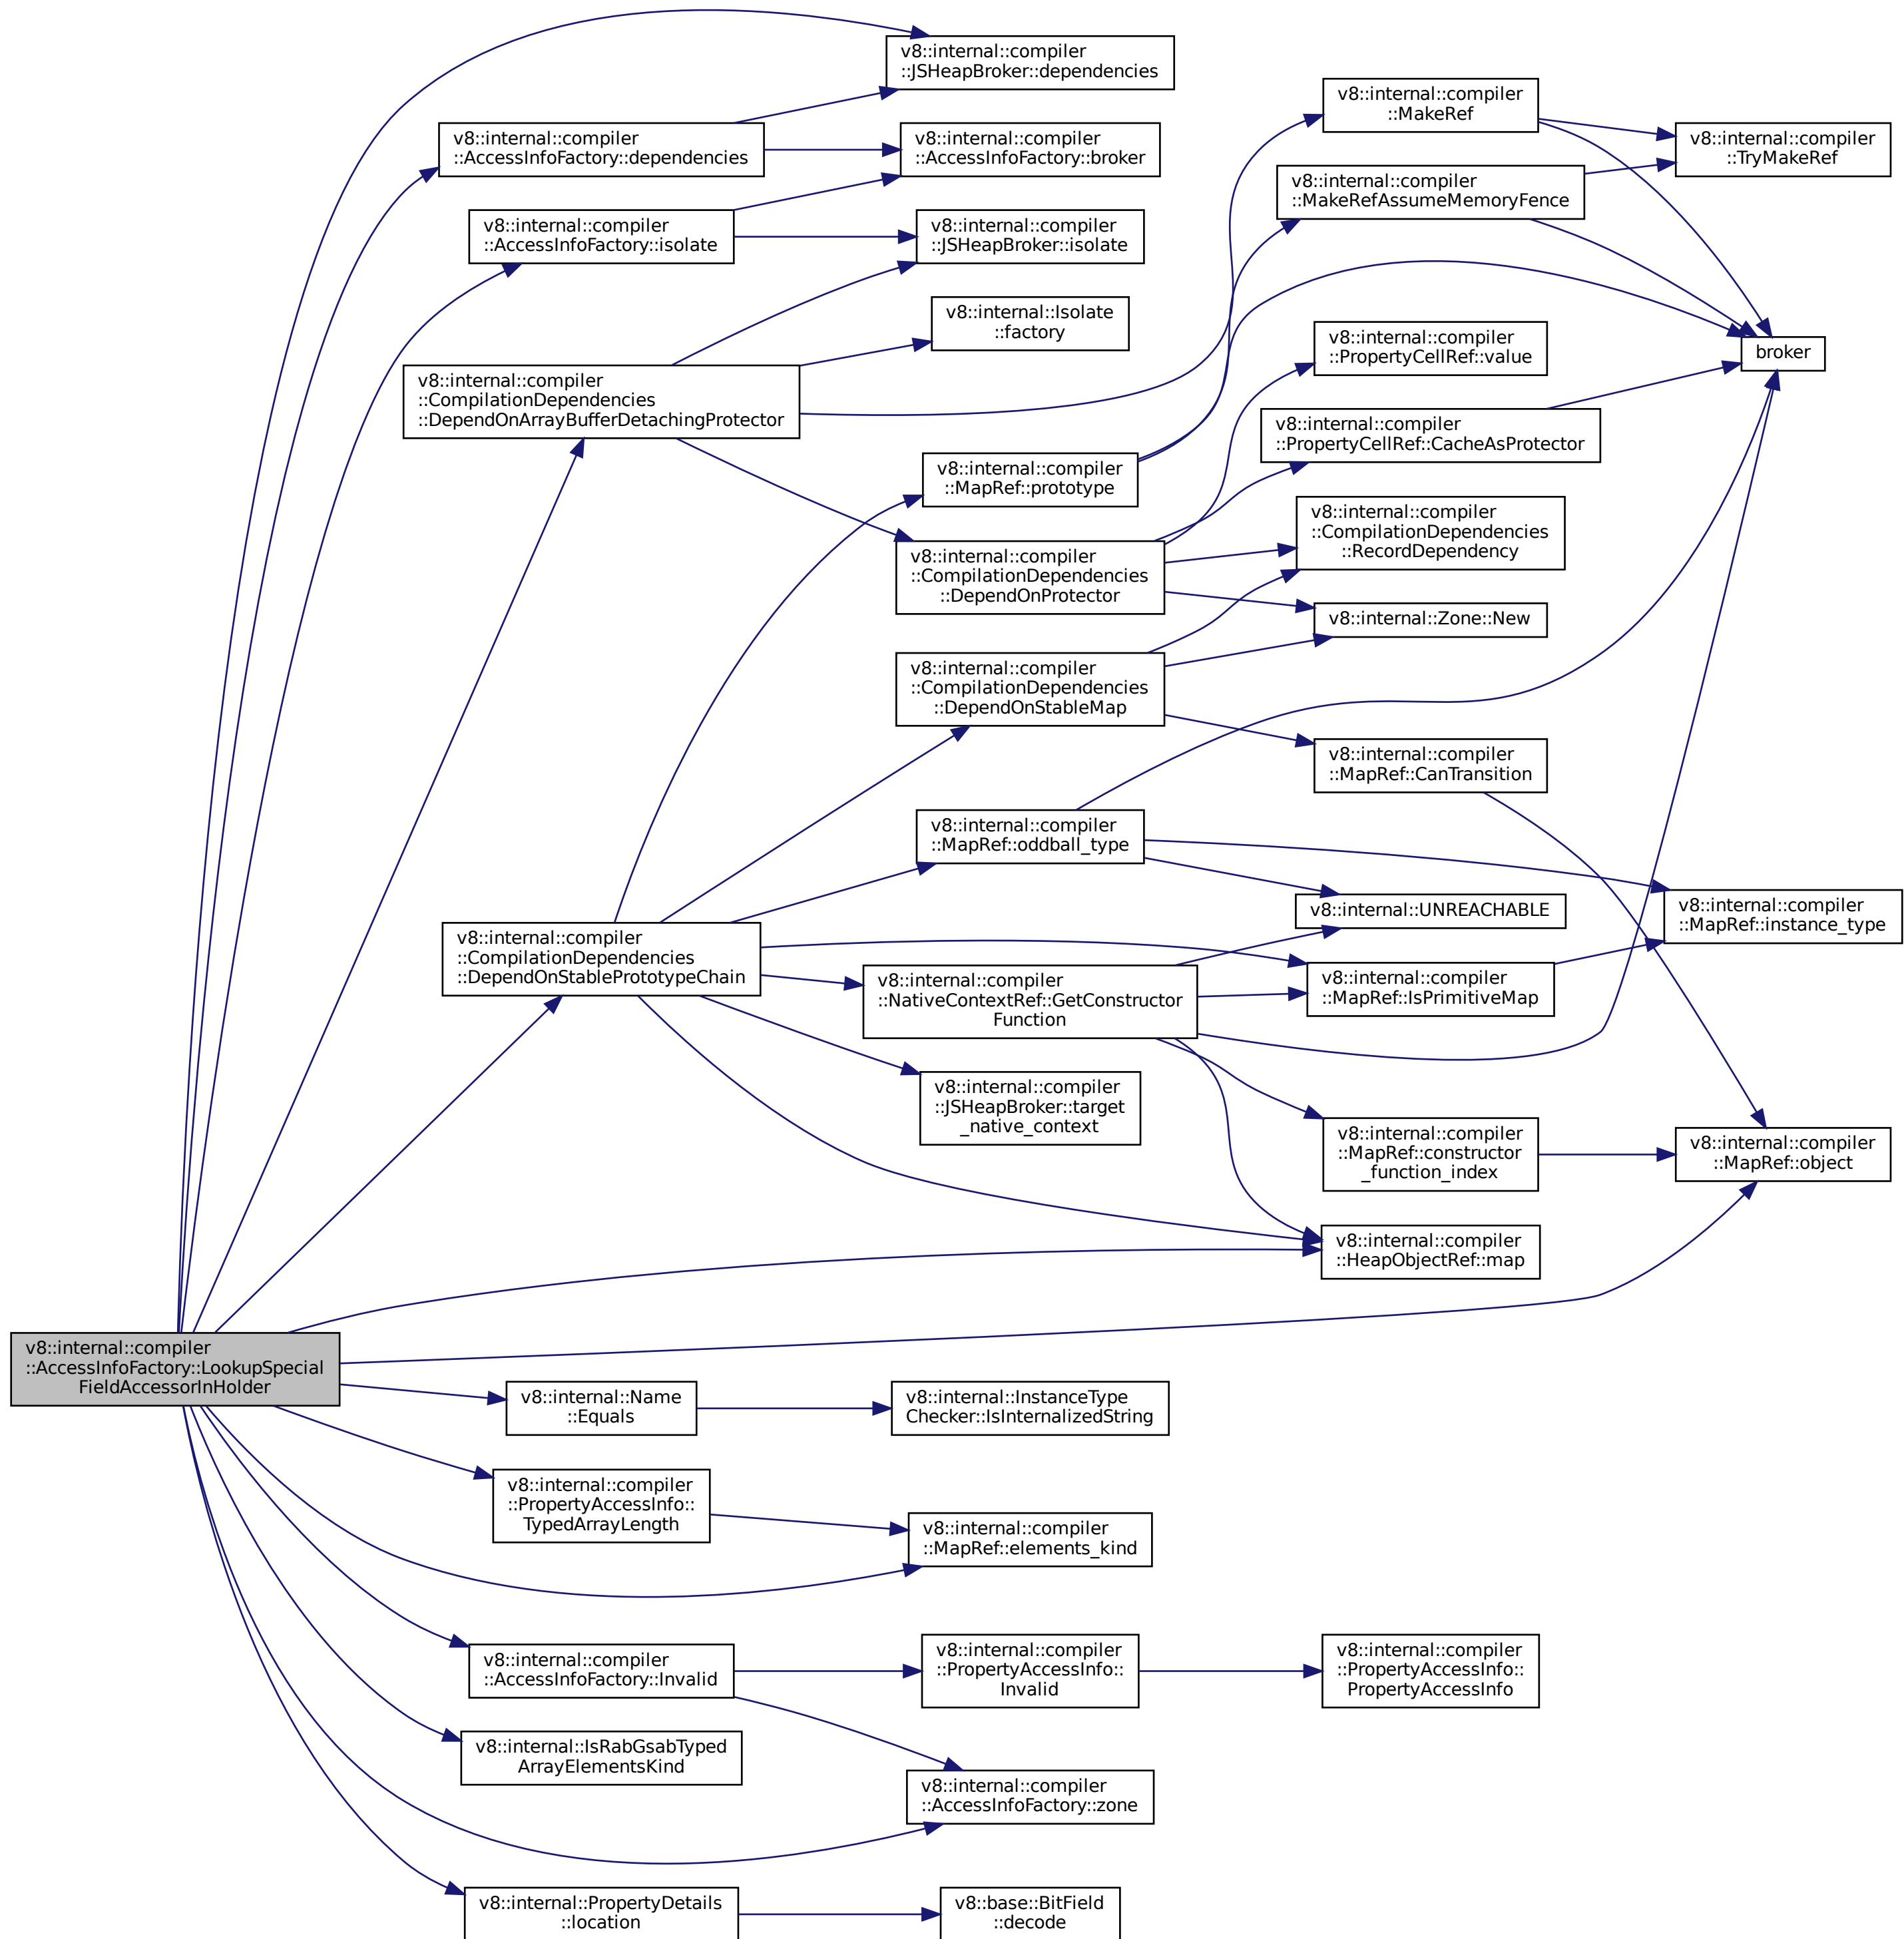 v8::internal::compiler
::JSHeapBroker::dependencies
v8::internal::compiler
::MakeRef
v8::internal::compiler
::AccessInfoFactory::dependencies
v8::internal::compiler
::AccessInfoFactory::broker
v8::internal::compiler
::TryMakeRef
v8::internal::compiler
::MakeRefAssumeMemoryFence
v8::internal::compiler
::AccessInfoFactory::isolate
v8::internal::compiler
::JSHeapBroker::isolate
v8::internal::Isolate
::factory
v8::internal::compiler
::PropertyCellRef::value
broker
v8::internal::compiler
::CompilationDependencies
::DependOnArrayBufferDetachingProtector
v8::internal::compiler
::PropertyCellRef::CacheAsProtector
v8::internal::compiler
::MapRef::prototype
v8::internal::compiler
::CompilationDependencies
::RecordDependency
v8::internal::compiler
::CompilationDependencies
::DependOnProtector
v8::internal::Zone::New
v8::internal::compiler
::CompilationDependencies
::DependOnStableMap
v8::internal::compiler
::MapRef::CanTransition
v8::internal::compiler
::MapRef::oddball_type
v8::internal::UNREACHABLE
v8::internal::compiler
::MapRef::instance_type
v8::internal::compiler
::CompilationDependencies
::DependOnStablePrototypeChain
v8::internal::compiler
::NativeContextRef::GetConstructor
Function
v8::internal::compiler
::MapRef::IsPrimitiveMap
v8::internal::compiler
::JSHeapBroker::target
_native_context
v8::internal::compiler
::MapRef::constructor
_function_index
v8::internal::compiler
::MapRef::object
v8::internal::compiler
::HeapObjectRef::map
v8::internal::compiler
::AccessInfoFactory::LookupSpecial
FieldAccessorInHolder
v8::internal::Name
::Equals
v8::internal::InstanceType
Checker::IsInternalizedString
v8::internal::compiler
::PropertyAccessInfo::
TypedArrayLength
v8::internal::compiler
::MapRef::elements_kind
v8::internal::compiler
::AccessInfoFactory::Invalid
v8::internal::compiler
::PropertyAccessInfo::
Invalid
v8::internal::compiler
::PropertyAccessInfo::
PropertyAccessInfo
v8::internal::IsRabGsabTyped
ArrayElementsKind
v8::internal::compiler
::AccessInfoFactory::zone
v8::internal::PropertyDetails
::location
v8::base::BitField
::decode